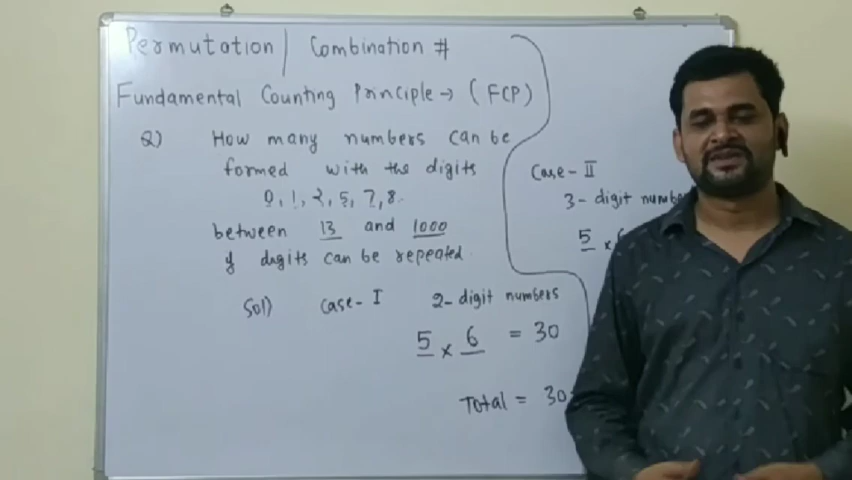 Permutation | Combination #
Fundamental Counting Principle → (FCP)
Q) How many numbers can be
formed with the digits
0, 1, 2, 5, 7, 8.
between 13 and 1000
if digits can be repeated
Sol) Case- I 2- digit numbers
5 × 6 = 30
Total = 30
Case- II
3- digit numbe
5 ×